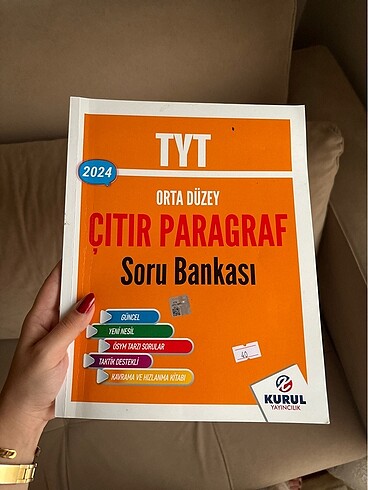 TYT
2024
ORTA DÜZEY
ÇITIR PARAGRAF
Soru Bankası
GÜNCEL
YENİ NESİL
ÖSYM TARZI SORULAR
TAKTİK DESTEKLİ
KAVRAMA VE HIZLANMA KİTABI
40
KURUL
YAYINCILIK